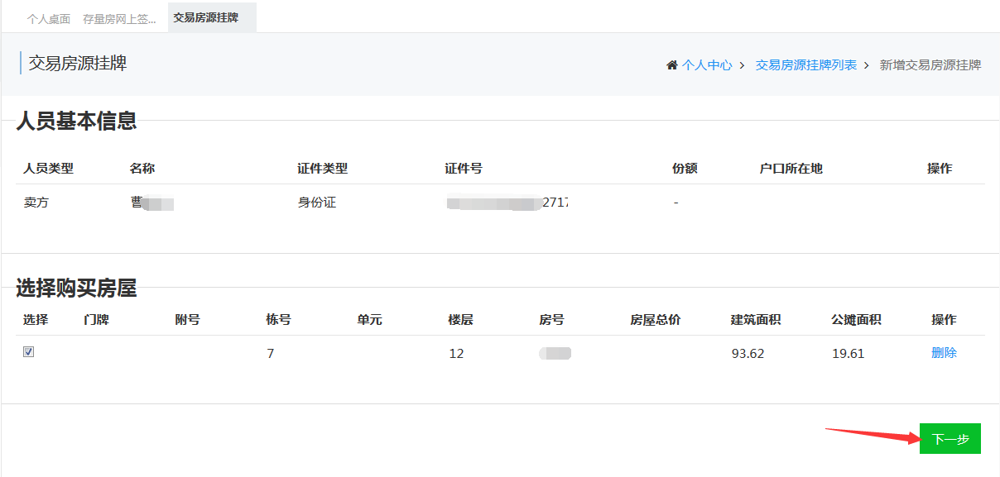 个人桌面 存量房网上签... 交易房源挂牌
交易房源挂牌
个人中心 > 交易房源挂牌列表 > 新增交易房源挂牌
人员基本信息
人员类型 名称 证件类型 证件号 份额 户口所在地 操作
卖方 曹 身份证 2717 -
选择购买房屋
选择 门牌 附号 栋号 单元 楼层 房号 房屋总价 建筑面积 公摊面积 操作
7 12 93.62 19.61 删除
下一步